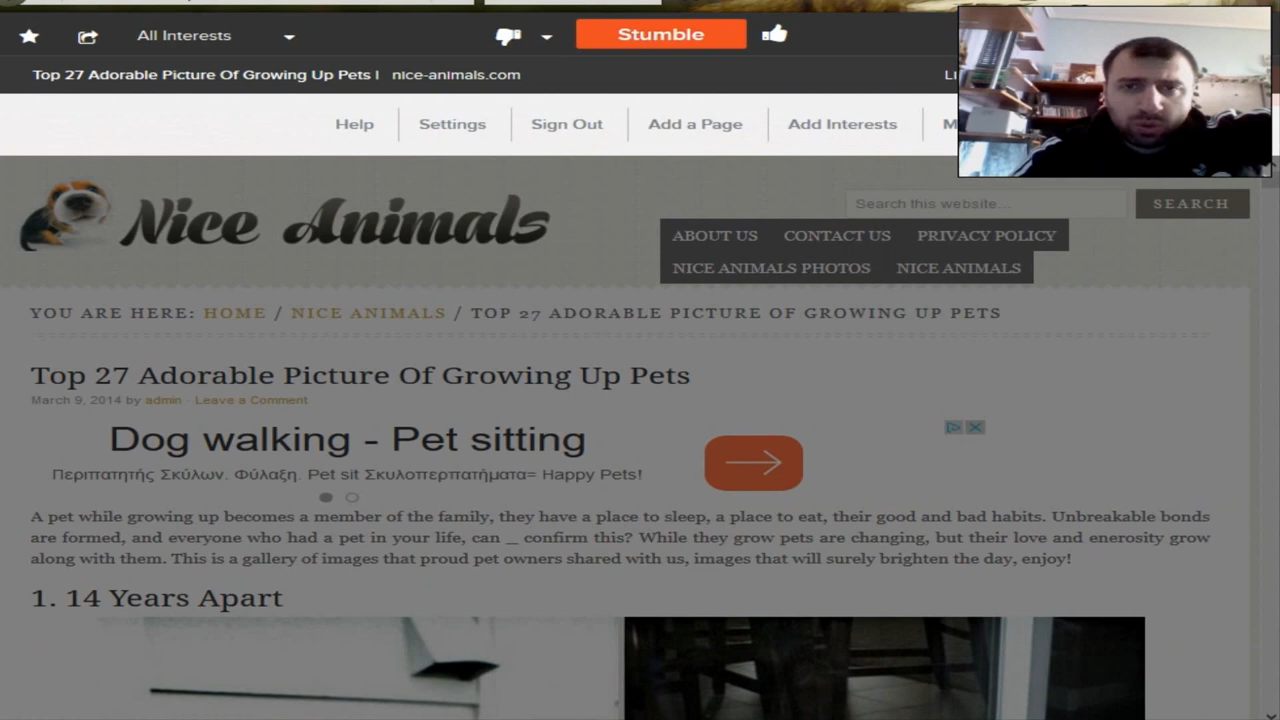 All Interests
Stumble
Top 27 Adorable Picture Of Growing Up Pets | nice-animals.com
Help
Settings
Sign Out
Add a Page
Add Interests
Nice Animals
Search this website...
SEARCH
ABOUT US
CONTACT US
PRIVACY POLICY
NICE ANIMALS PHOTOS
NICE ANIMALS
YOU ARE HERE: HOME / NICE ANIMALS / TOP 27 ADORABLE PICTURE OF GROWING UP PETS
Top 27 Adorable Picture Of Growing Up Pets
March 9, 2014 by admin · Leave a Comment
Dog walking - Pet sitting
Περιπατητής Σκύλων. Φύλαξη. Pet sit Σκυλοπερπατήματα= Happy Pets!
A pet while growing up becomes a member of the family, they have a place to sleep, a place to eat, their good and bad habits. Unbreakable bonds
are formed, and everyone who had a pet in your life, can _ confirm this? While they grow pets are changing, but their love and enerosity grow
along with them. This is a gallery of images that proud pet owners shared with us, images that will surely brighten the day, enjoy!
1. 14 Years Apart